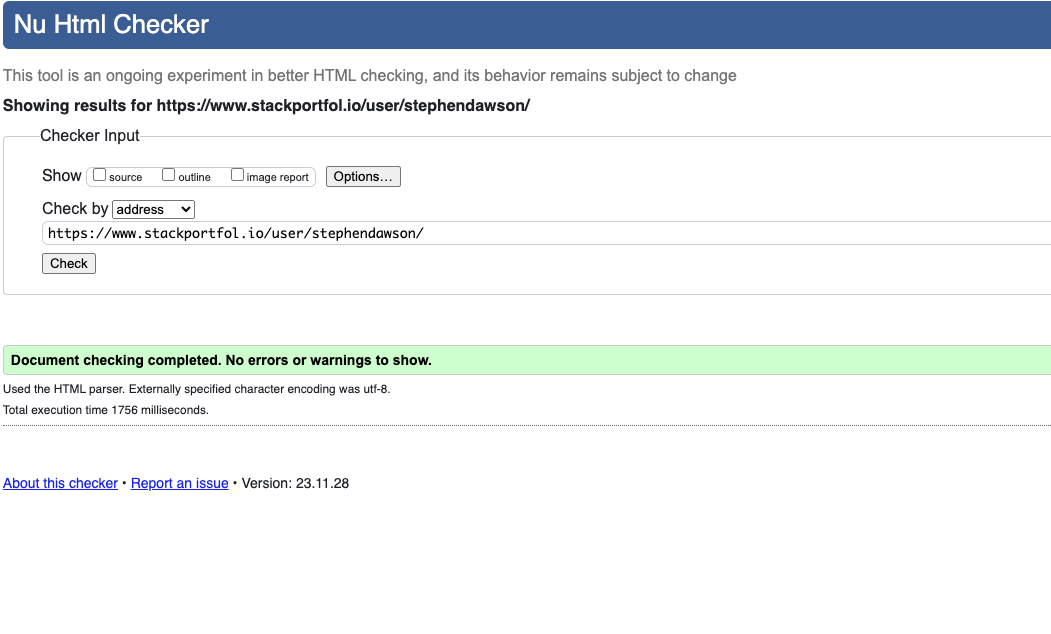 Nu Html Checker
This tool is an ongoing experiment in better HTML checking, and its behavior remains subject to change
Showing results for https://www.stackportfol.io/user/stephendawson/
Checker Input
Show source outline image report Options...
Check by address
https://www.stackportfol.io/user/stephendawson/
Check
Document checking completed. No errors or warnings to show.
Used the HTML parser. Externally specified character encoding was utf-8.
Total execution time 1756 milliseconds.
About this checker • Report an issue • Version: 23.11.28